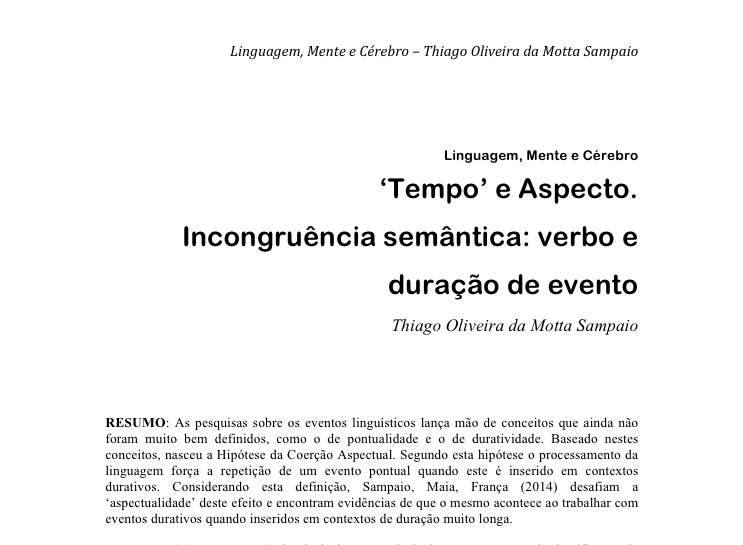 Linguagem, Mente e Cérebro – Thiago Oliveira da Motta Sampaio
Linguagem, Mente e Cérebro
‘Tempo’ e Aspecto.
Incongruência semântica: verbo e
duração de evento
Thiago Oliveira da Motta Sampaio
RESUMO: As pesquisas sobre os eventos linguísticos lança mão de conceitos que ainda não
foram muito bem definidos, como o de pontualidade e o de duratividade. Baseado nestes
conceitos, nasceu a Hipótese da Coerção Aspectual. Segundo esta hipótese o processamento da
linguagem força a repetição de um evento pontual quando este é inserido em contextos
durativos. Considerando esta definição, Sampaio, Maia, França (2014) desafiam a
‘aspectualidade’ deste efeito e encontram evidências de que o mesmo acontece ao trabalhar com
eventos durativos quando inseridos em contextos de duração muito longa.